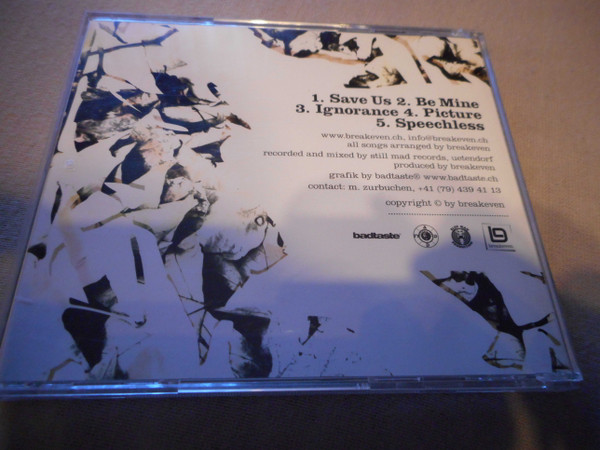 1. Save Us 2. Be Mine
3. Ignorance 4. Picture
5. Speechless
www.breakeven.ch, info@breakeven.ch
all songs arranged by breakeven
recorded and mixed by still mad records, uetendorf
produced by breakeven
grafik by badtaste® www.badtaste.ch
contact: m. zurbuchen, +41 (79) 439 41 13
copyright © by breakeven
badtaste